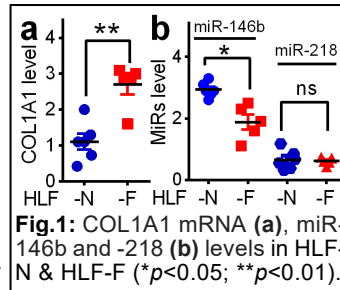 a
**
COL1A1 level
4
3
2
1
0
HLF -N -F
b
miR-146b
*
miR-218
ns
MiRs level
4
2
0
HLF -N -F -N -F
Fig.1: COL1A1 mRNA (a), miR-
146b and -218 (b) levels in HLF-
N & HLF-F (*p<0.05; **p<0.01).